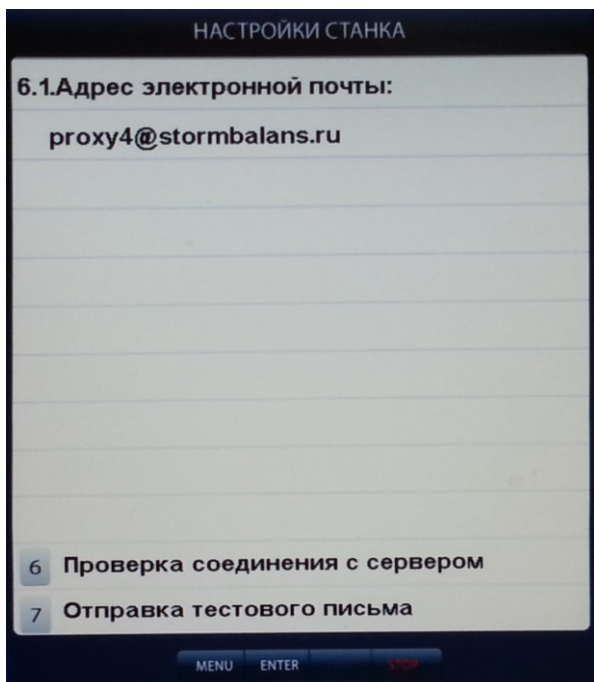 НАСТРОЙКИ СТАНКА
6.1.Адрес электронной почты:
proxy4@stormbalans.ru
6 Проверка соединения с сервером
7 Отправка тестового письма
MENU ENTER STOP